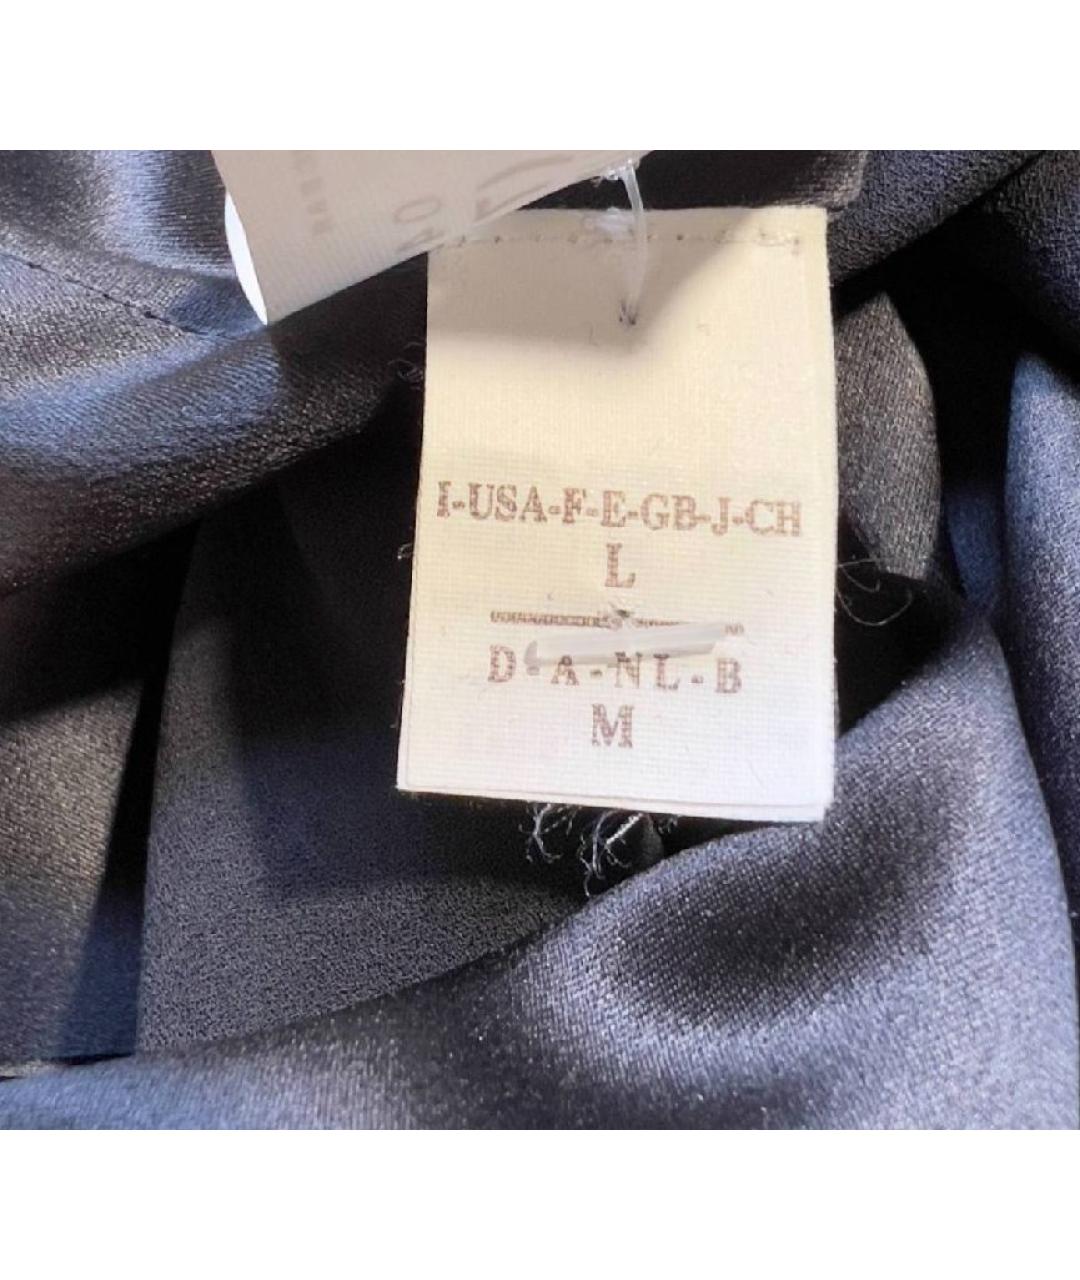 I-USA-F-E-GB-J-CH
L
D-A-NL-B
M